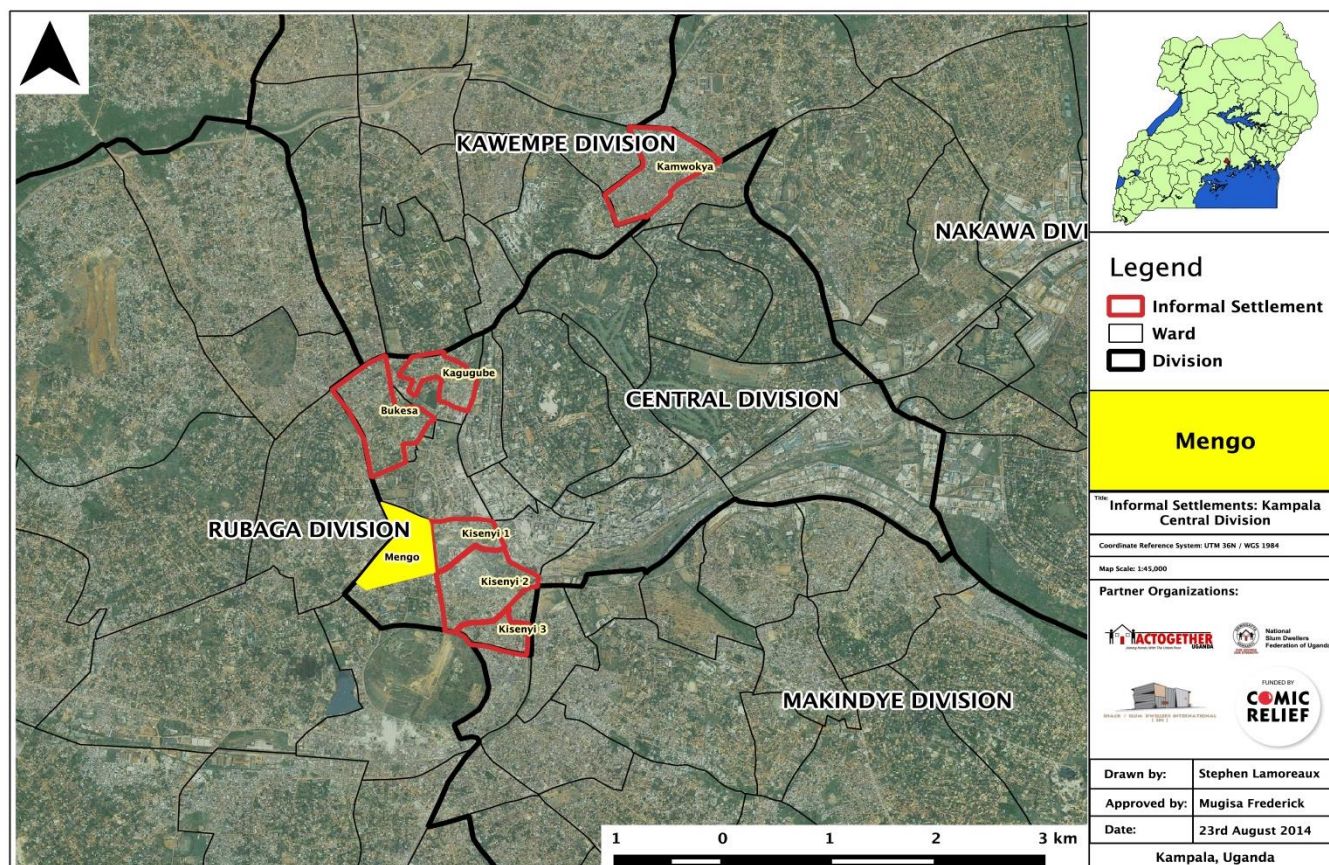 KAWEMPE DIVISION
Kamwokya
NAKAWA DIVI
Kagugube
Bukesa
CENTRAL DIVISION
RUBAGA DIVISION
Mengo
Kisenyi 1
Kisenyi 2
Kisenyi 3
MAKINDYE DIVISION
1 0 1 2 3 km
Legend
Informal Settlement
Ward
Division
Mengo
Title:
Informal Settlements: Kampala
Central Division
Coordinate Reference System: UTM 36N / WGS 1984
Map Scale: 1:45,000
Partner Organizations:
ACTOGETHER
UGANDA
National
Slum Dwellers
Federation of Uganda
SHACK / SLUM DWELLERS INTERNATIONAL
FUNDED BY
COMIC
RELIEF
Drawn by: Stephen Lamoreaux
Approved by: Mugisa Frederick
Date: 23rd August 2014
Kampala, Uganda